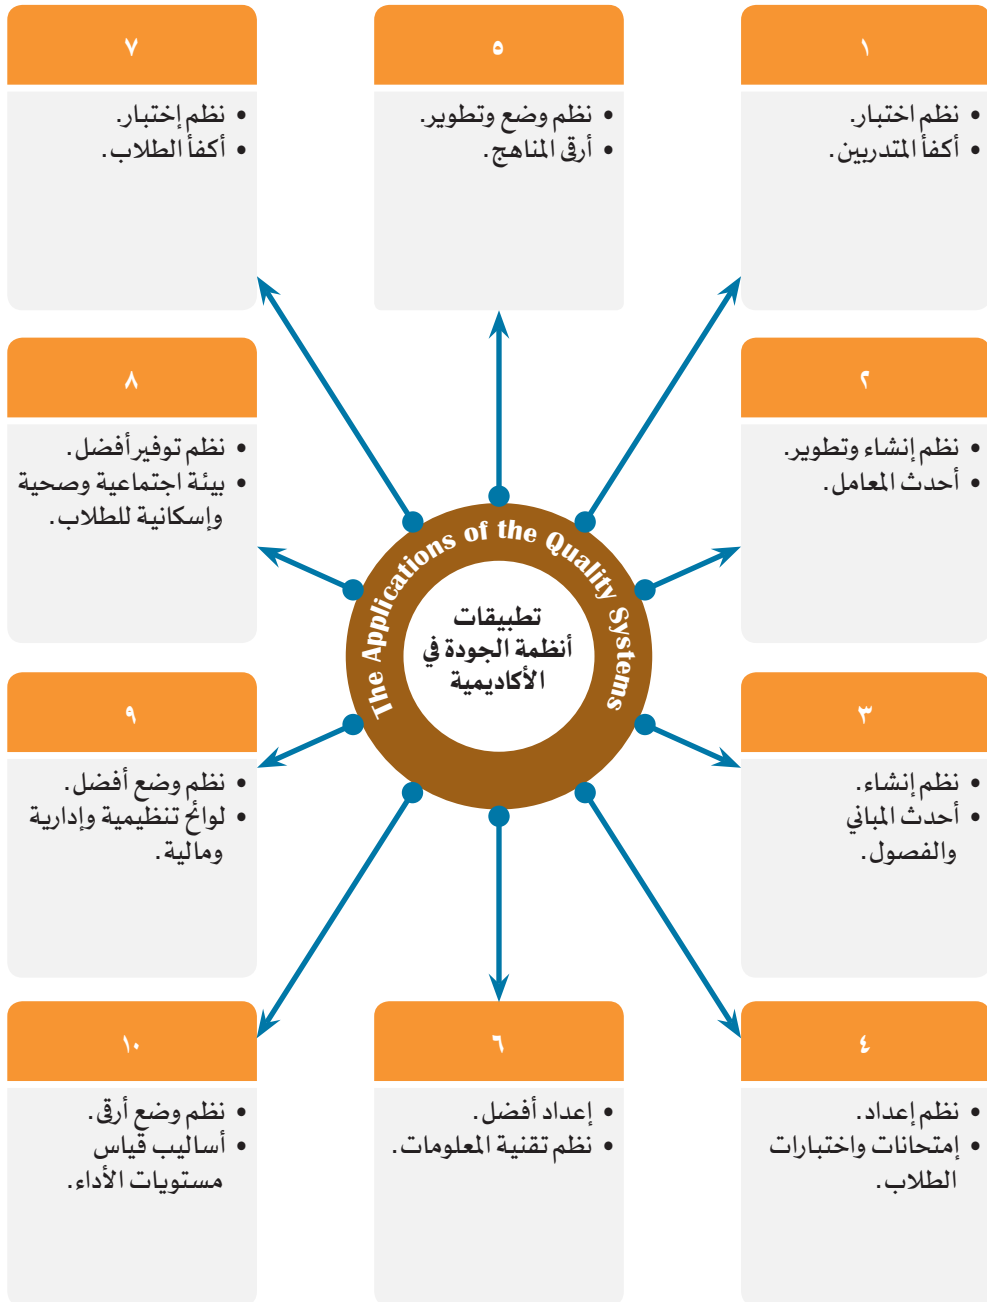 ١
• نظم اختبار.
• أكفأ المتدربين.
٢
• نظم إنشاء وتطوير.
• أحدث المعامل.
٣
• نظم إنشاء.
• أحدث المباني
والفصول.
٤
• نظم إعداد.
• إمتحانات واختبارات
الطلاب.
٥
• نظم وضع وتطوير.
• أرقى المناهج.
The Applications of the Quality Systems
تطبيقات
أنظمة الجودة في
الأكاديمية
٦
• إعداد أفضل.
• نظم تقنية المعلومات.
٧
• نظم إختبار.
• أكفأ الطلاب.
٨
• نظم توفير أفضل.
• بيئة اجتماعية وصحية
وإسكانية للطلاب.
٩
• نظم وضع أفضل.
• لوائح تنظيمية وإدارية
ومالية.
١٠
• نظم وضع أرقى.
• أساليب قياس
مستويات الأداء.